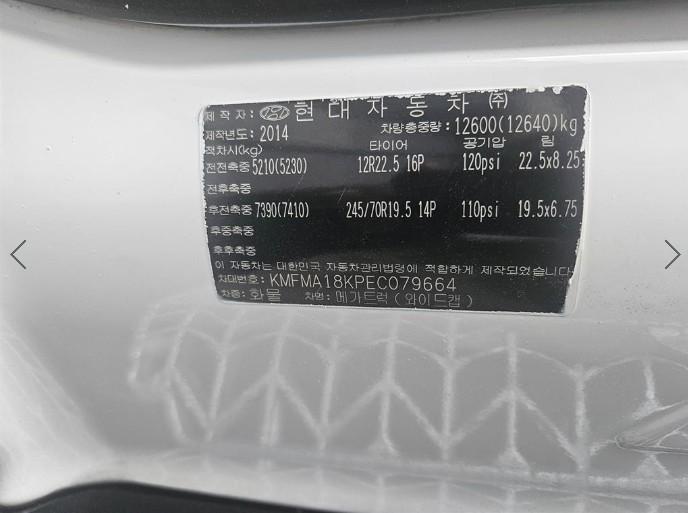 제 작 자 : 현 대 자 동 차 ㈜
제작년도: 2014 차량총중량: 12600(12640)kg
적차시(kg) 타이어 공기압 림
전전축중 5210(5230) 12R22.5 16P 120psi 22.5x8.25
전후축중
후전축중 7390(7410) 245/70R19.5 14P 110psi 19.5x6.75
후중축중
후후축중
이 자동차는 대한민국 자동차관리법령에 적합하게 제작되었습니다.
차대번호: KMFMA18KPEC079664
차종: 화물 차명: 메가트럭(와이드캡)